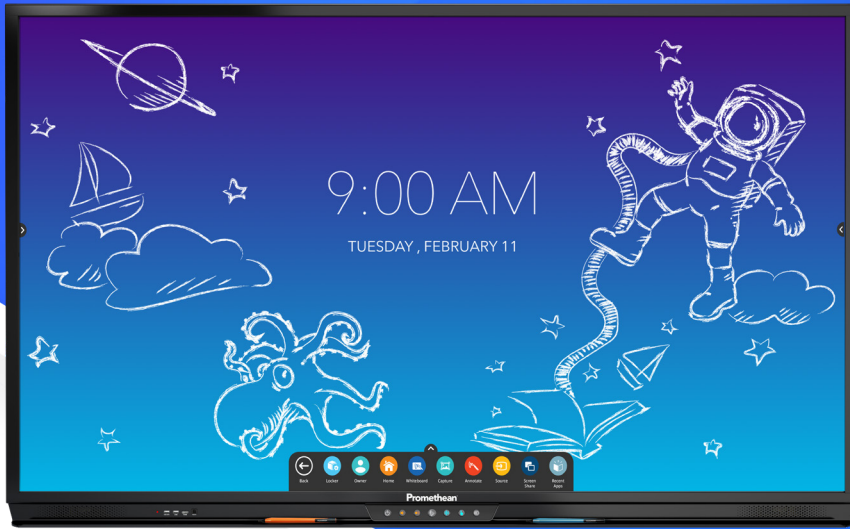 9:00 AM
TUESDAY , FEBRUARY 11
Back Locker Owner Home Whiteboard Capture Annotate Source Screen Share Recent Apps
Promethean